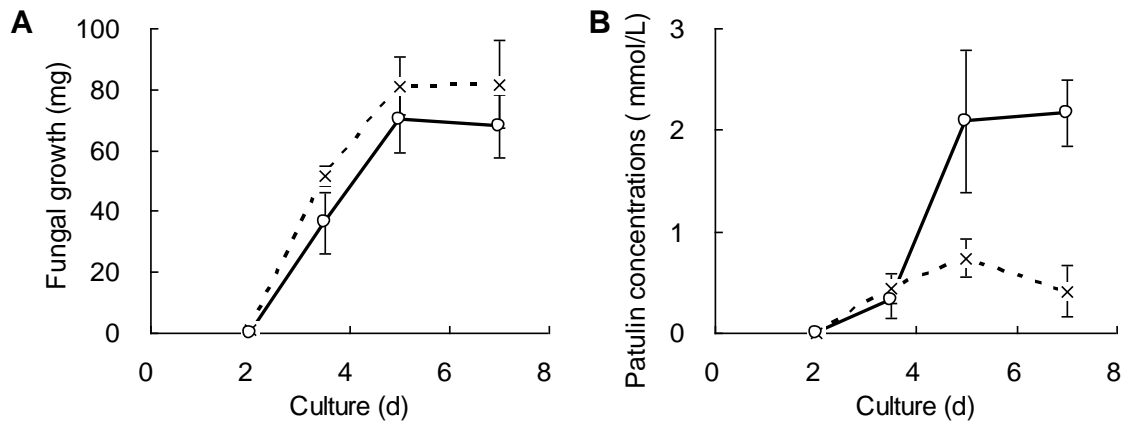 A
Fungal growth (mg)
100
80
60
40
20
0
0 2 4 6 8
Culture (d)
B
Patulin concentrations ( mmol/L)
3
2
1
0
0 2 4 6 8
Culture (d)